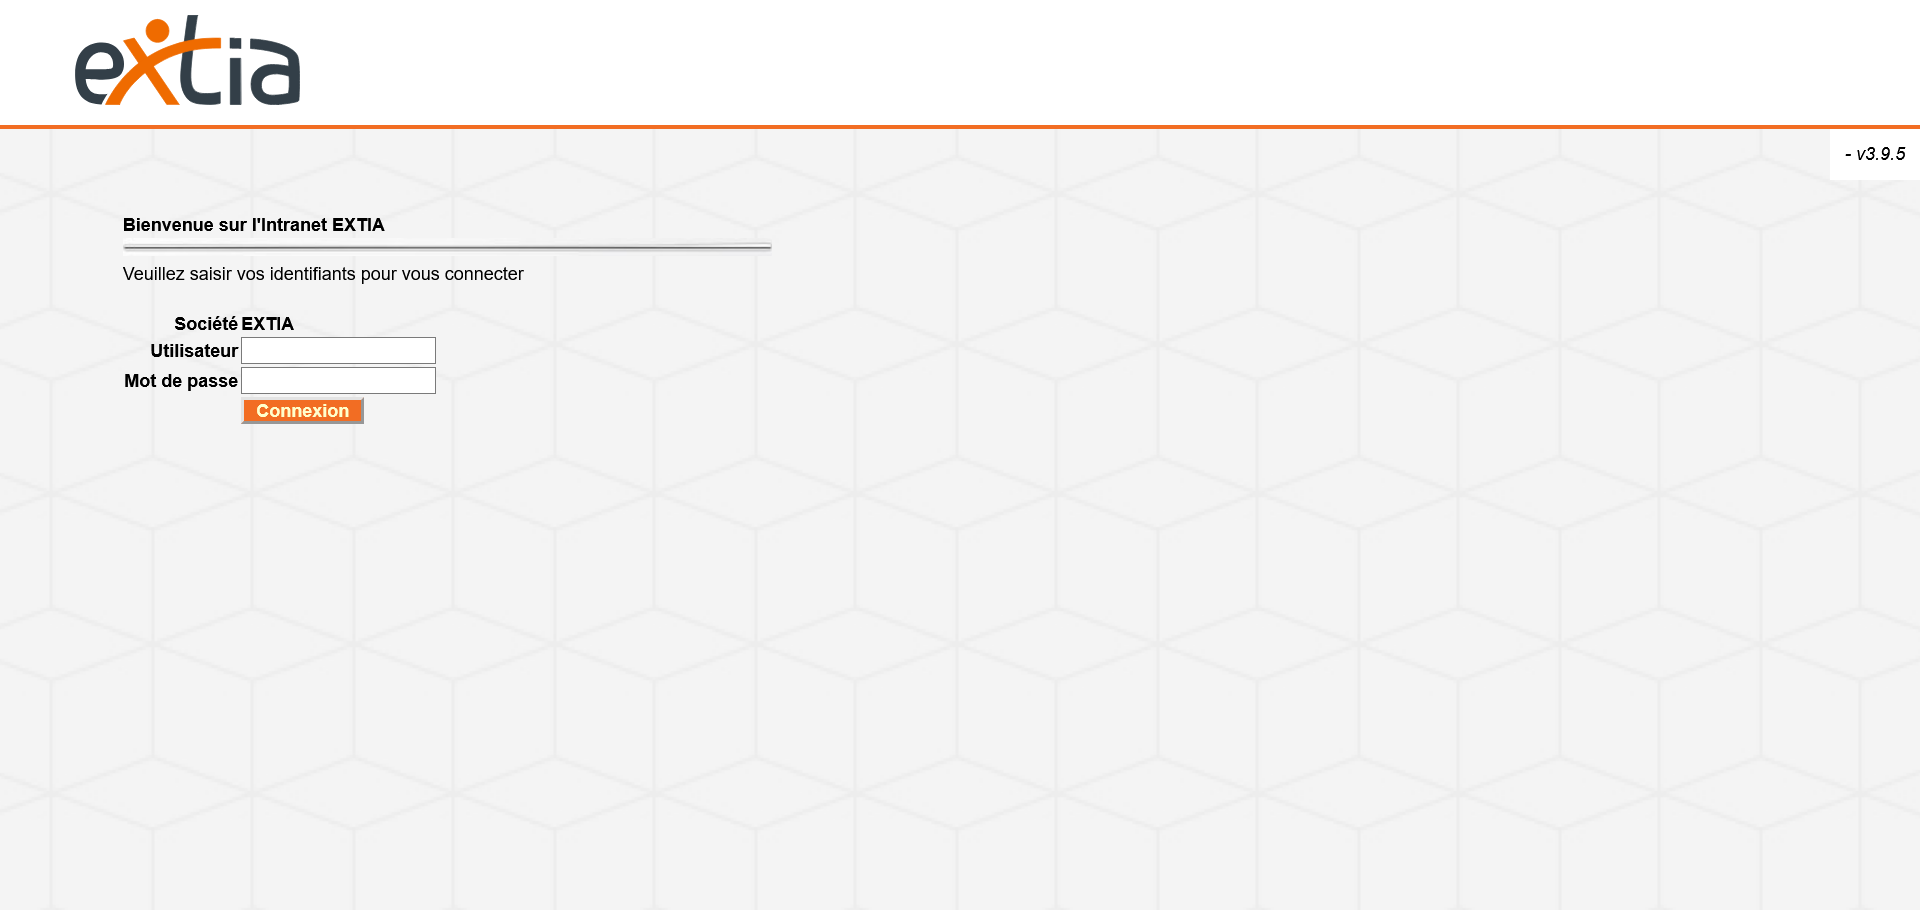 extia
- v3.9.5
Bienvenue sur l'Intranet EXTIA
Veuillez saisir vos identifiants pour vous connecter
Société EXTIA
Utilisateur
Mot de passe
Connexion